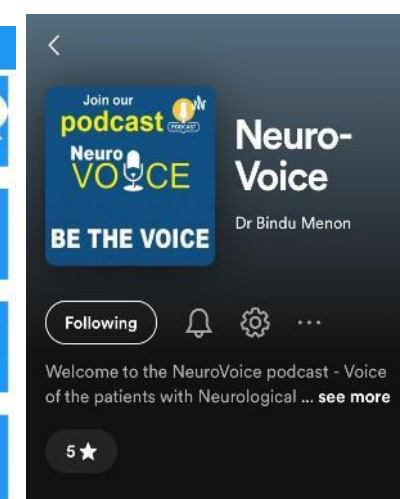 Join our
podcast
PODCAST
Neuro
VOICE
BE THE VOICE
Neuro-
Voice
Dr Bindu Menon
Following
Welcome to the NeuroVoice podcast - Voice
of the patients with Neurological ... see more
5★